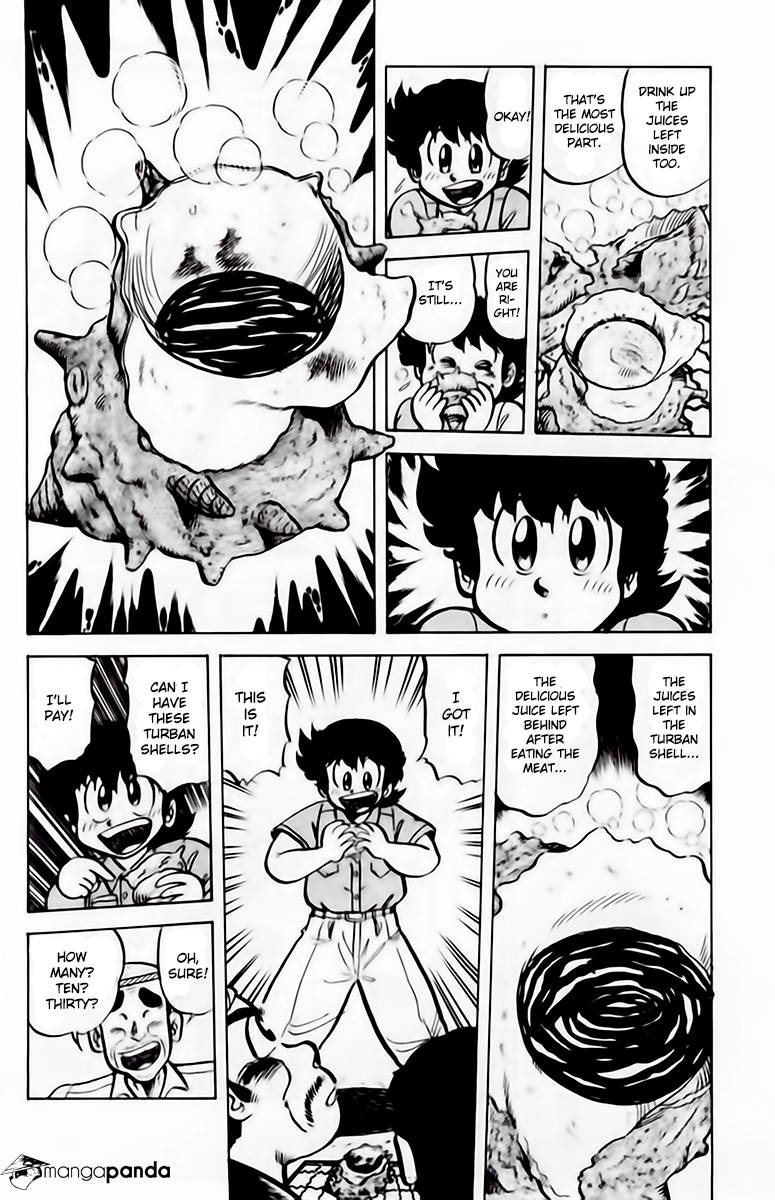 DRINK UP
THE
JUICES
LEFT
INSIDE
TOO.
THAT'S
THE MOST
DELICIOUS
PART.
OKAY!
YOU
ARE
RI-
GHT!
IT'S
STILL...
THE
JUICES
LEFT IN
THE
TURBAN
SHELL...
THE
DELICIOUS
JUICE LEFT
BEHIND
AFTER
EATING THE
MEAT...
I
GOT
IT!
THIS
IS
IT!
CAN I
HAVE
THESE
TURBAN
SHELLS?
I'LL
PAY!
OH,
SURE!
HOW
MANY?
TEN?
THIRTY?
mangapanda